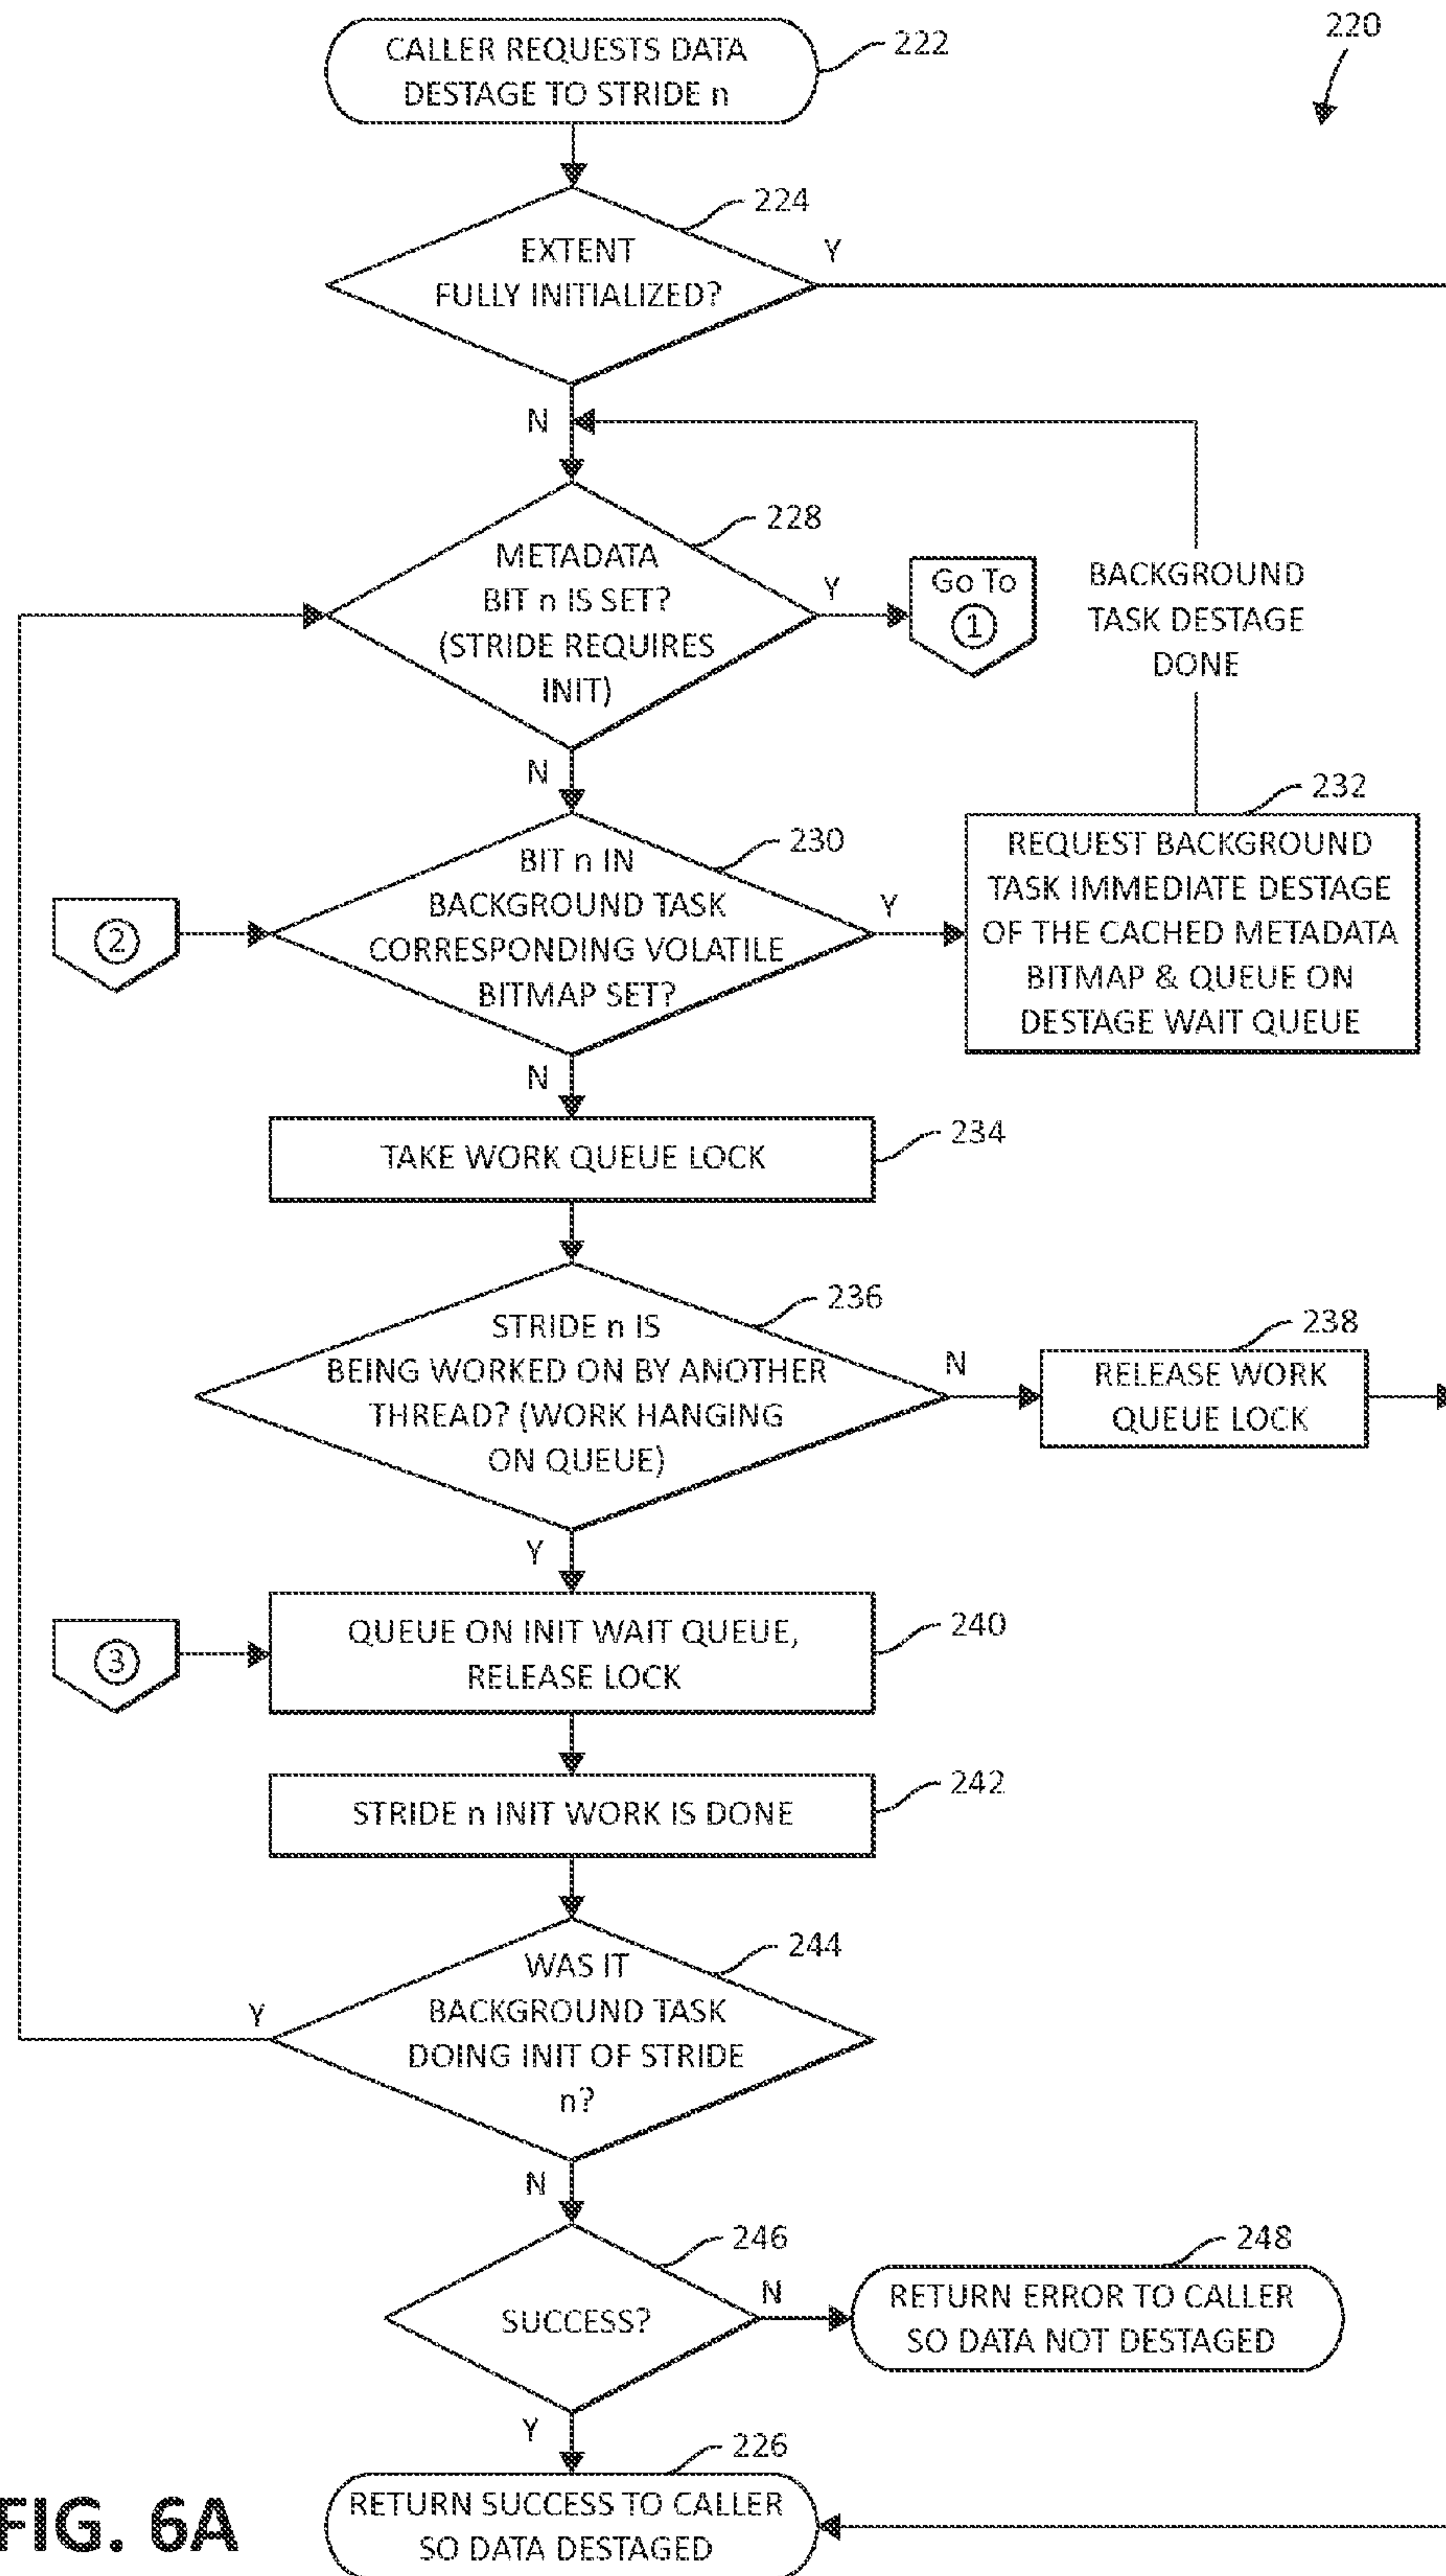 220
CALLER REQUESTS DATA
DESTAGE TO STRIDE n
222
EXTENT
FULLY INITIALIZED?
224
Y
N
METADATA
BIT n IS SET?
(STRIDE REQUIRES
INIT)
228
Y
Go To
1
BACKGROUND
TASK DESTAGE
DONE
N
2
BIT n IN
BACKGROUND TASK
CORRESPONDING VOLATILE
BITMAP SET?
230
Y
232
REQUEST BACKGROUND
TASK IMMEDIATE DESTAGE
OF THE CACHED METADATA
BITMAP & QUEUE ON
DESTAGE WAIT QUEUE
N
TAKE WORK QUEUE LOCK
234
STRIDE n IS
BEING WORKED ON BY ANOTHER
THREAD? (WORK HANGING
ON QUEUE)
236
N
238
RELEASE WORK
QUEUE LOCK
Y
3
QUEUE ON INIT WAIT QUEUE,
RELEASE LOCK
240
STRIDE n INIT WORK IS DONE
242
WAS IT
BACKGROUND TASK
DOING INIT OF STRIDE
n?
244
Y
N
SUCCESS?
246
N
248
RETURN ERROR TO CALLER
SO DATA NOT DESTAGED
Y
226
RETURN SUCCESS TO CALLER
SO DATA DESTAGED
FIG. 6A